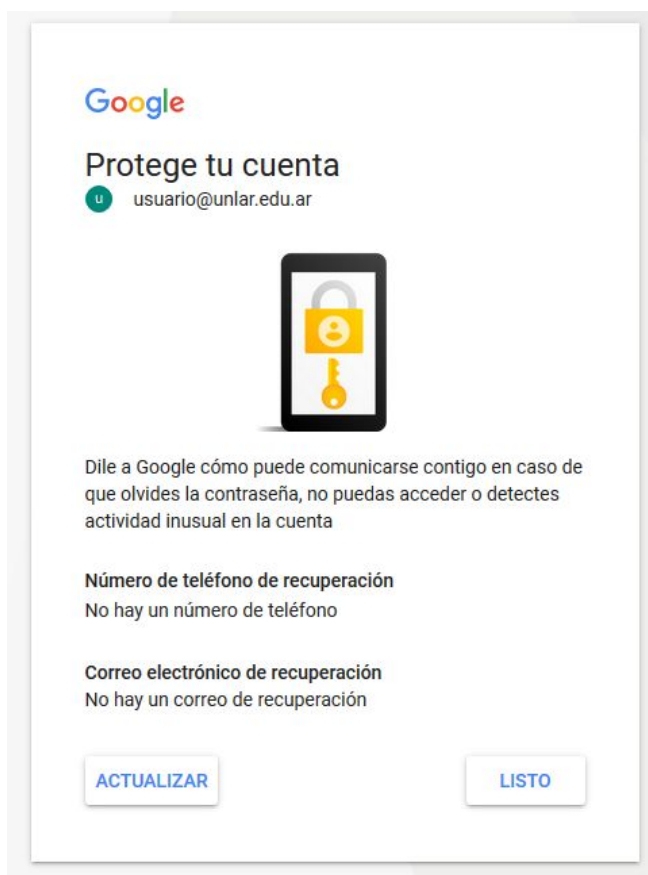 Google
Protege tu cuenta
u usuario@unlar.edu.ar
Dile a Google cómo puede comunicarse contigo en caso de
que olvides la contraseña, no puedas acceder o detectes
actividad inusual en la cuenta
Número de teléfono de recuperación
No hay un número de teléfono
Correo electrónico de recuperación
No hay un correo de recuperación
ACTUALIZAR LISTO